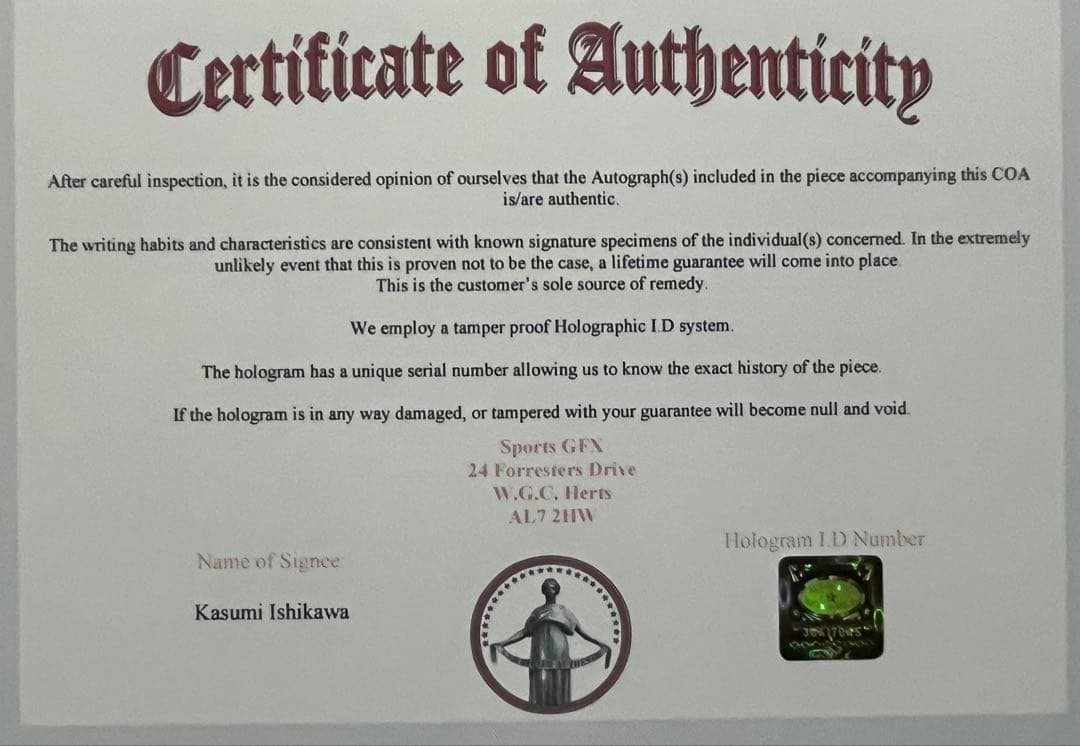 Certificate of Authenticity
After careful inspection, it is the considered opinion of ourselves that the Autograph(s) included in the piece accompanying this COA
is/are authentic.
The writing habits and characteristics are consistent with known signature specimens of the individual(s) concerned. In the extremely
unlikely event that this is proven not to be the case, a lifetime guarantee will come into place.
This is the customer's sole source of remedy.
We employ a tamper proof Holographic I.D system.
The hologram has a unique serial number allowing us to know the exact history of the piece.
If the hologram is in any way damaged, or tampered with your guarantee will become null and void.
Sports GFX
24 Forresters Drive
W.G.C. Herts
AL7 2HW
Hologram I.D Number
Name of Signee
Kasumi Ishikawa